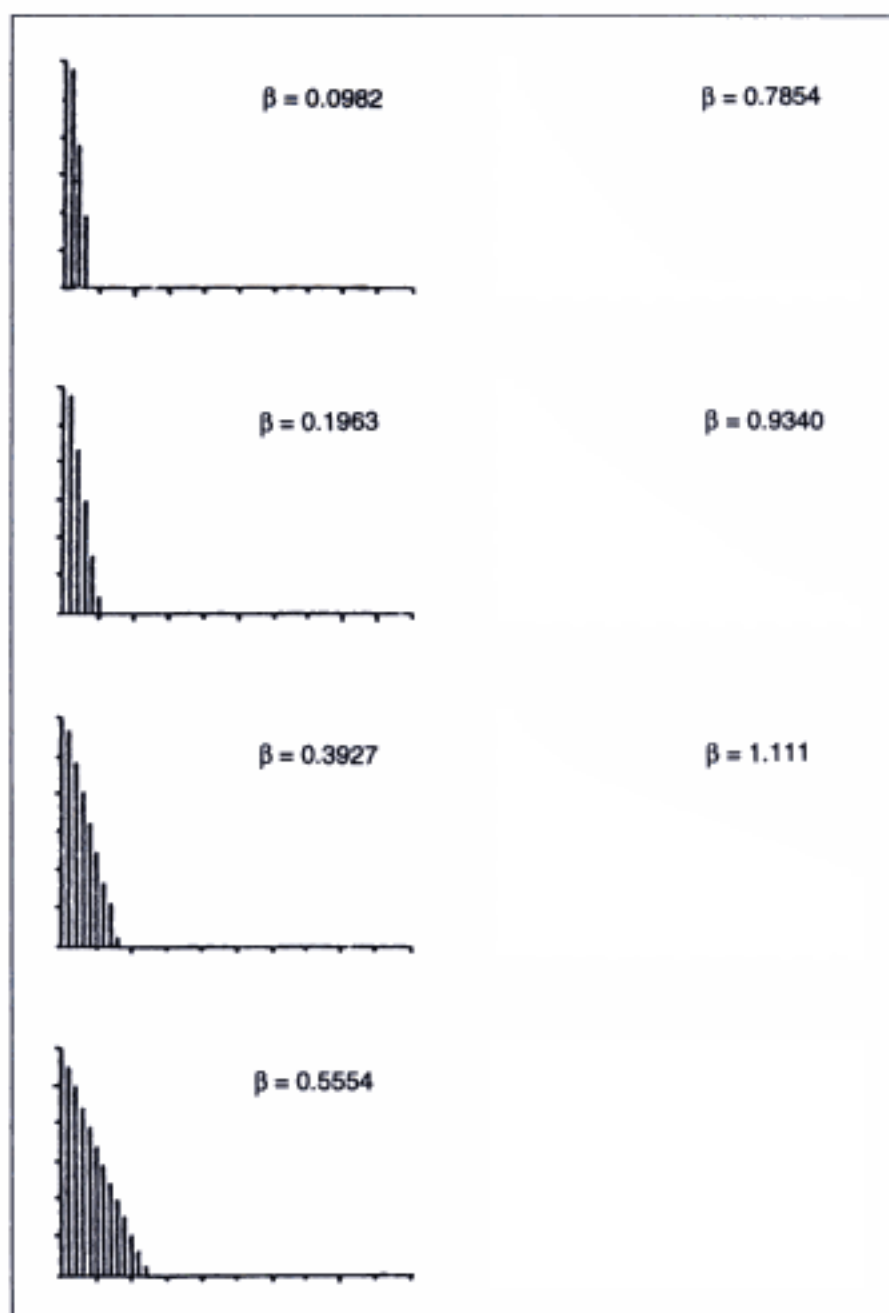 β = 0.0982
β = 0.7854
β = 0.1963
β = 0.9340
β = 0.3927
β = 1.111
β = 0.5554